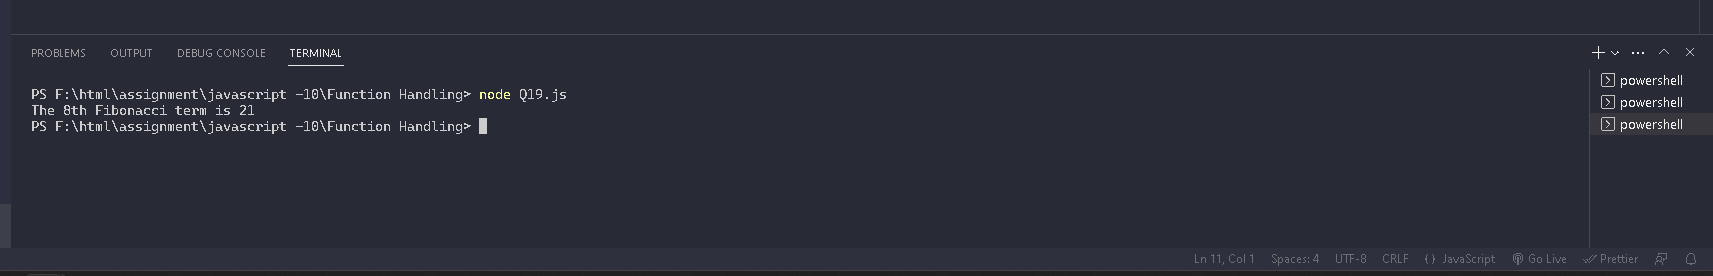 PROBLEMS OUTPUT DEBUG CONSOLE TERMINAL
PS F:\html\assignment\javascript -10\Function Handling> node Q19.js
The 8th Fibonacci term is 21
PS F:\html\assignment\javascript -10\Function Handling>
powershell
powershell
powershell
Ln 11, Col 1 Spaces: 4 UTF-8 CRLF {} JavaScript Go Live Prettier